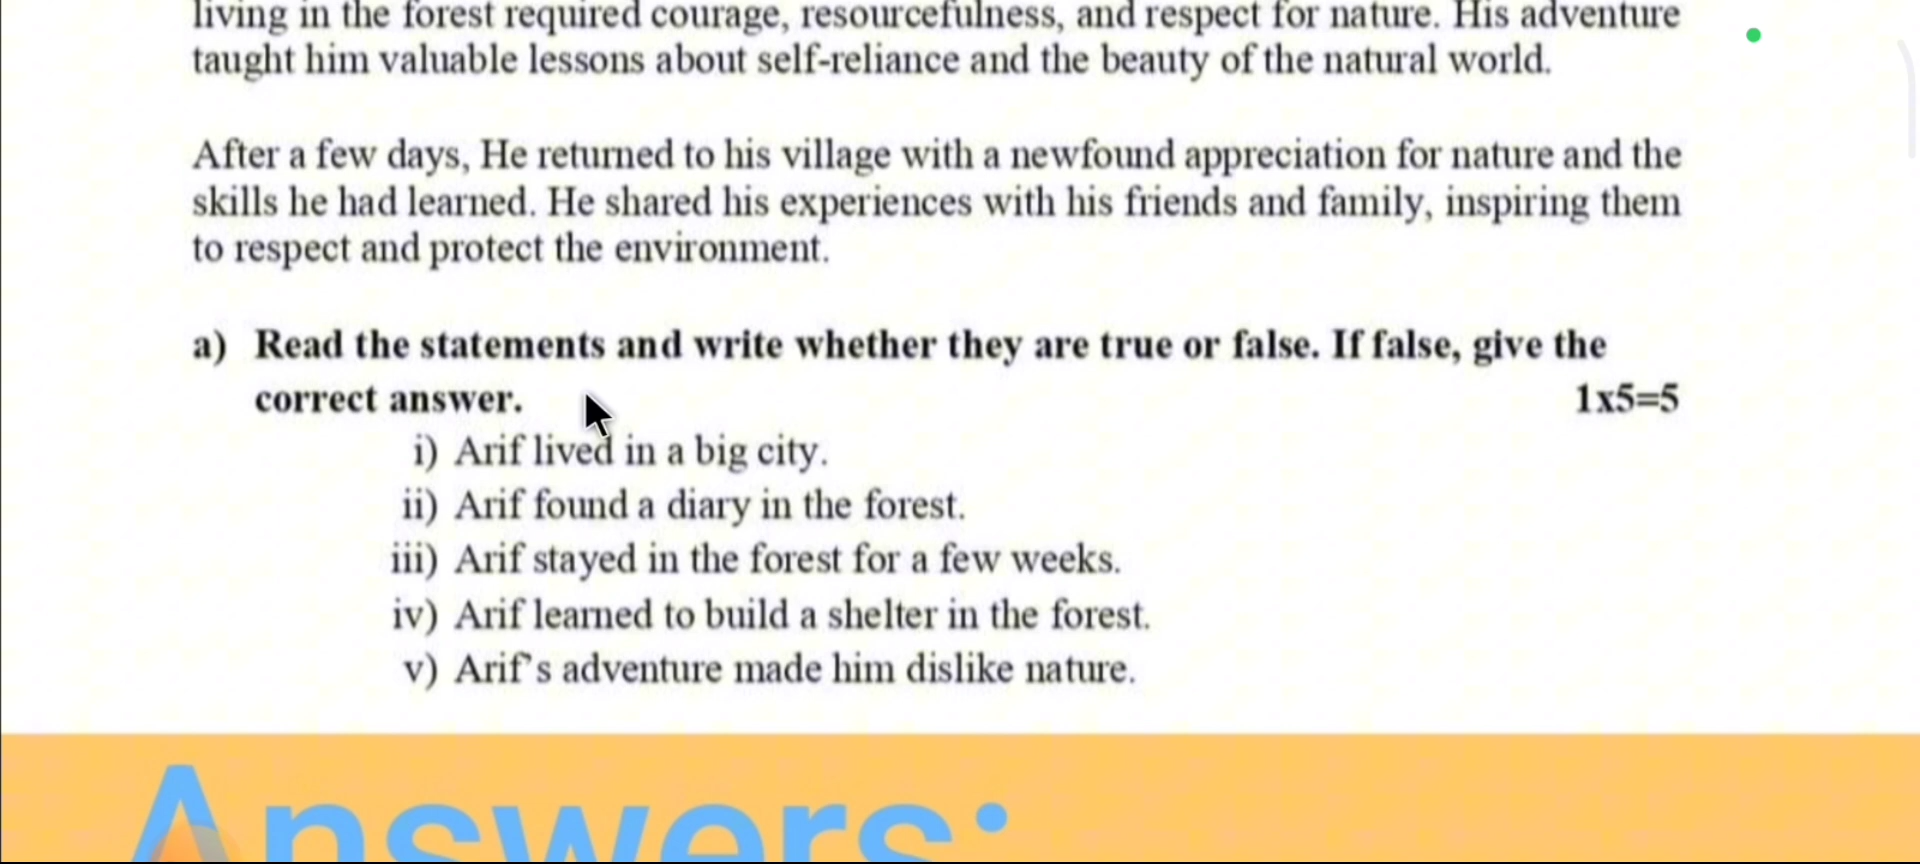 living in the forest required courage, resourcefulness, and respect for nature. His adventure
taught him valuable lessons about self-reliance and the beauty of the natural world.
After a few days, He returned to his village with a newfound appreciation for nature and the
skills he had learned. He shared his experiences with his friends and family, inspiring them
to respect and protect the environment.
a) Read the statements and write whether they are true or false. If false, give the
correct answer. 1x5=5
i) Arif lived in a big city.
ii) Arif found a diary in the forest.
iii) Arif stayed in the forest for a few weeks.
iv) Arif learned to build a shelter in the forest.
v) Arif's adventure made him dislike nature.
Answers: